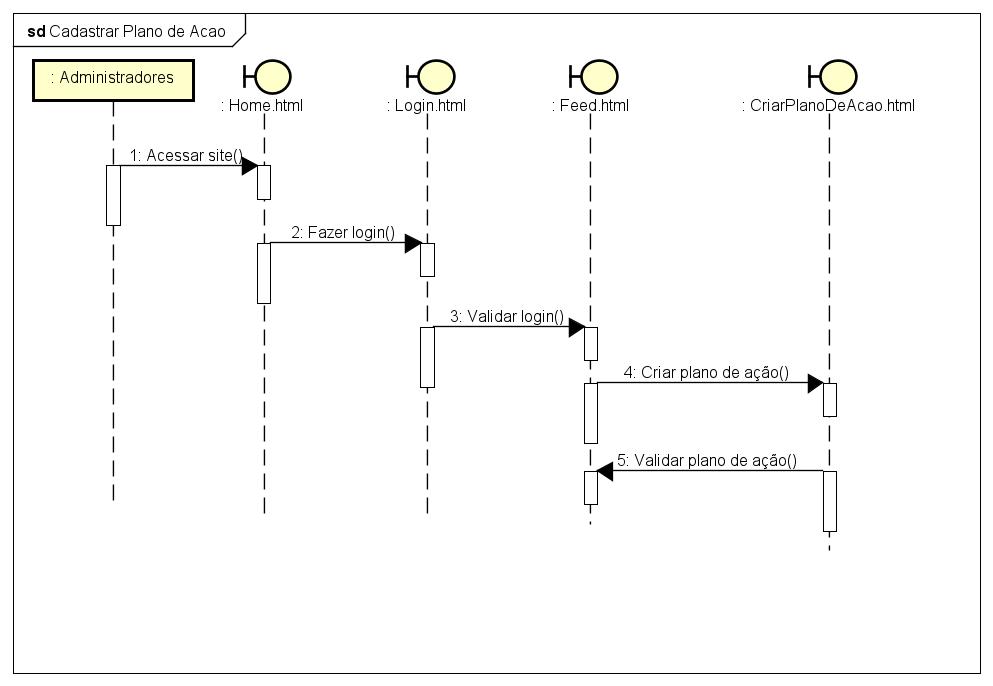 sd Cadastrar Plano de Acao
: Administradores
: Home.html
: Login.html
: Feed.html
: CriarPlanoDeAcao.html
1: Acessar site()
2: Fazer login()
3: Validar login()
4: Criar plano de ação()
5: Validar plano de ação()